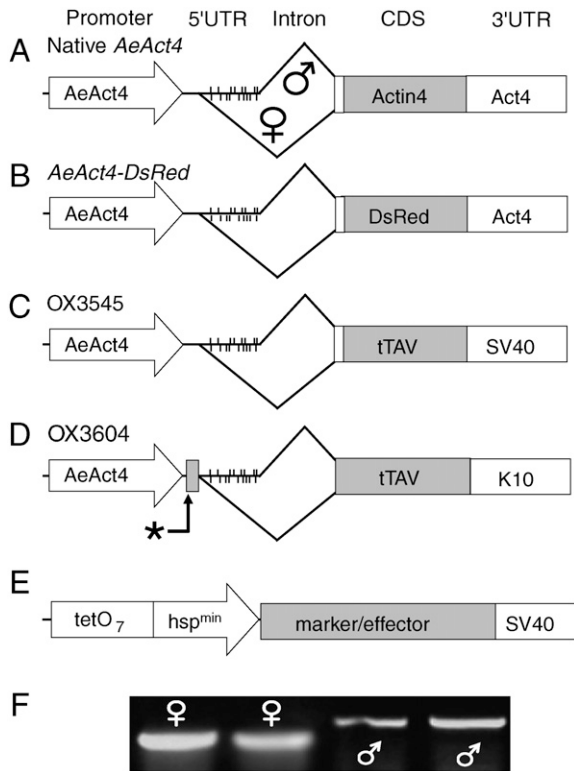 Promoter 5'UTR Intron CDS 3'UTR
A Native AeAct4
AeAct4 ♂ ♀ Actin4 Act4
B AeAct4-DsRed
AeAct4 DsRed Act4
C OX3545
AeAct4 tTAV SV40
D OX3604
AeAct4 tTAV K10
*
E
tetO₇ hspᵐⁱⁿ marker/effector SV40
F
♀ ♀
♂ ♂